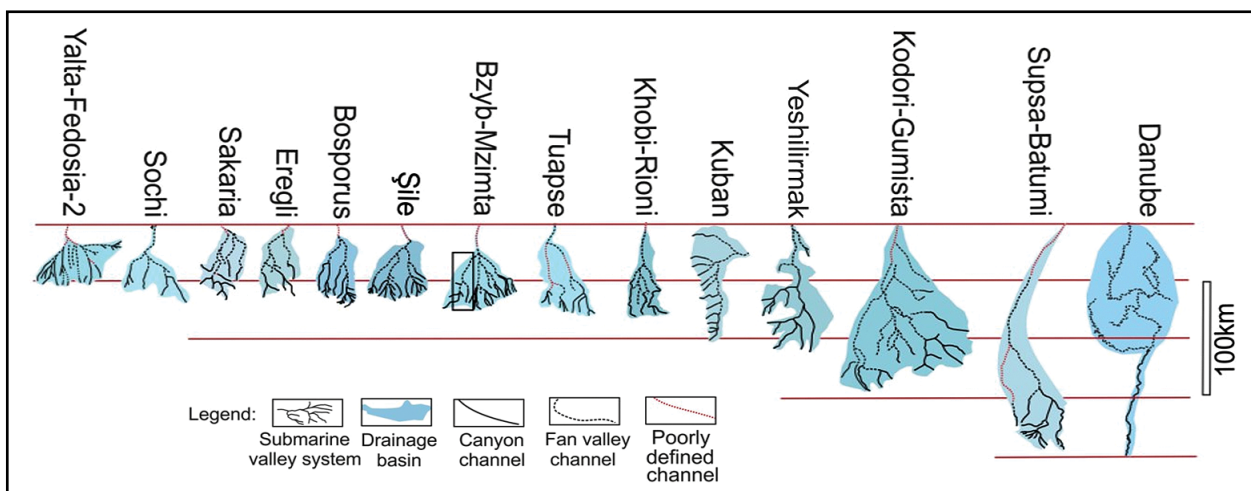 Yalta-Fedosia-2
Sochi
Sakaria
Eregli
Bosporus
Şile
Bzyb-Mzimta
Tuapse
Khobi-Rioni
Kuban
Yeshilirmak
Kodori-Gumista
Supsa-Batumi
Danube
100km
Legend:
Submarine
valley system
Drainage
basin
Canyon
channel
Fan valley
channel
Poorly
defined
channel